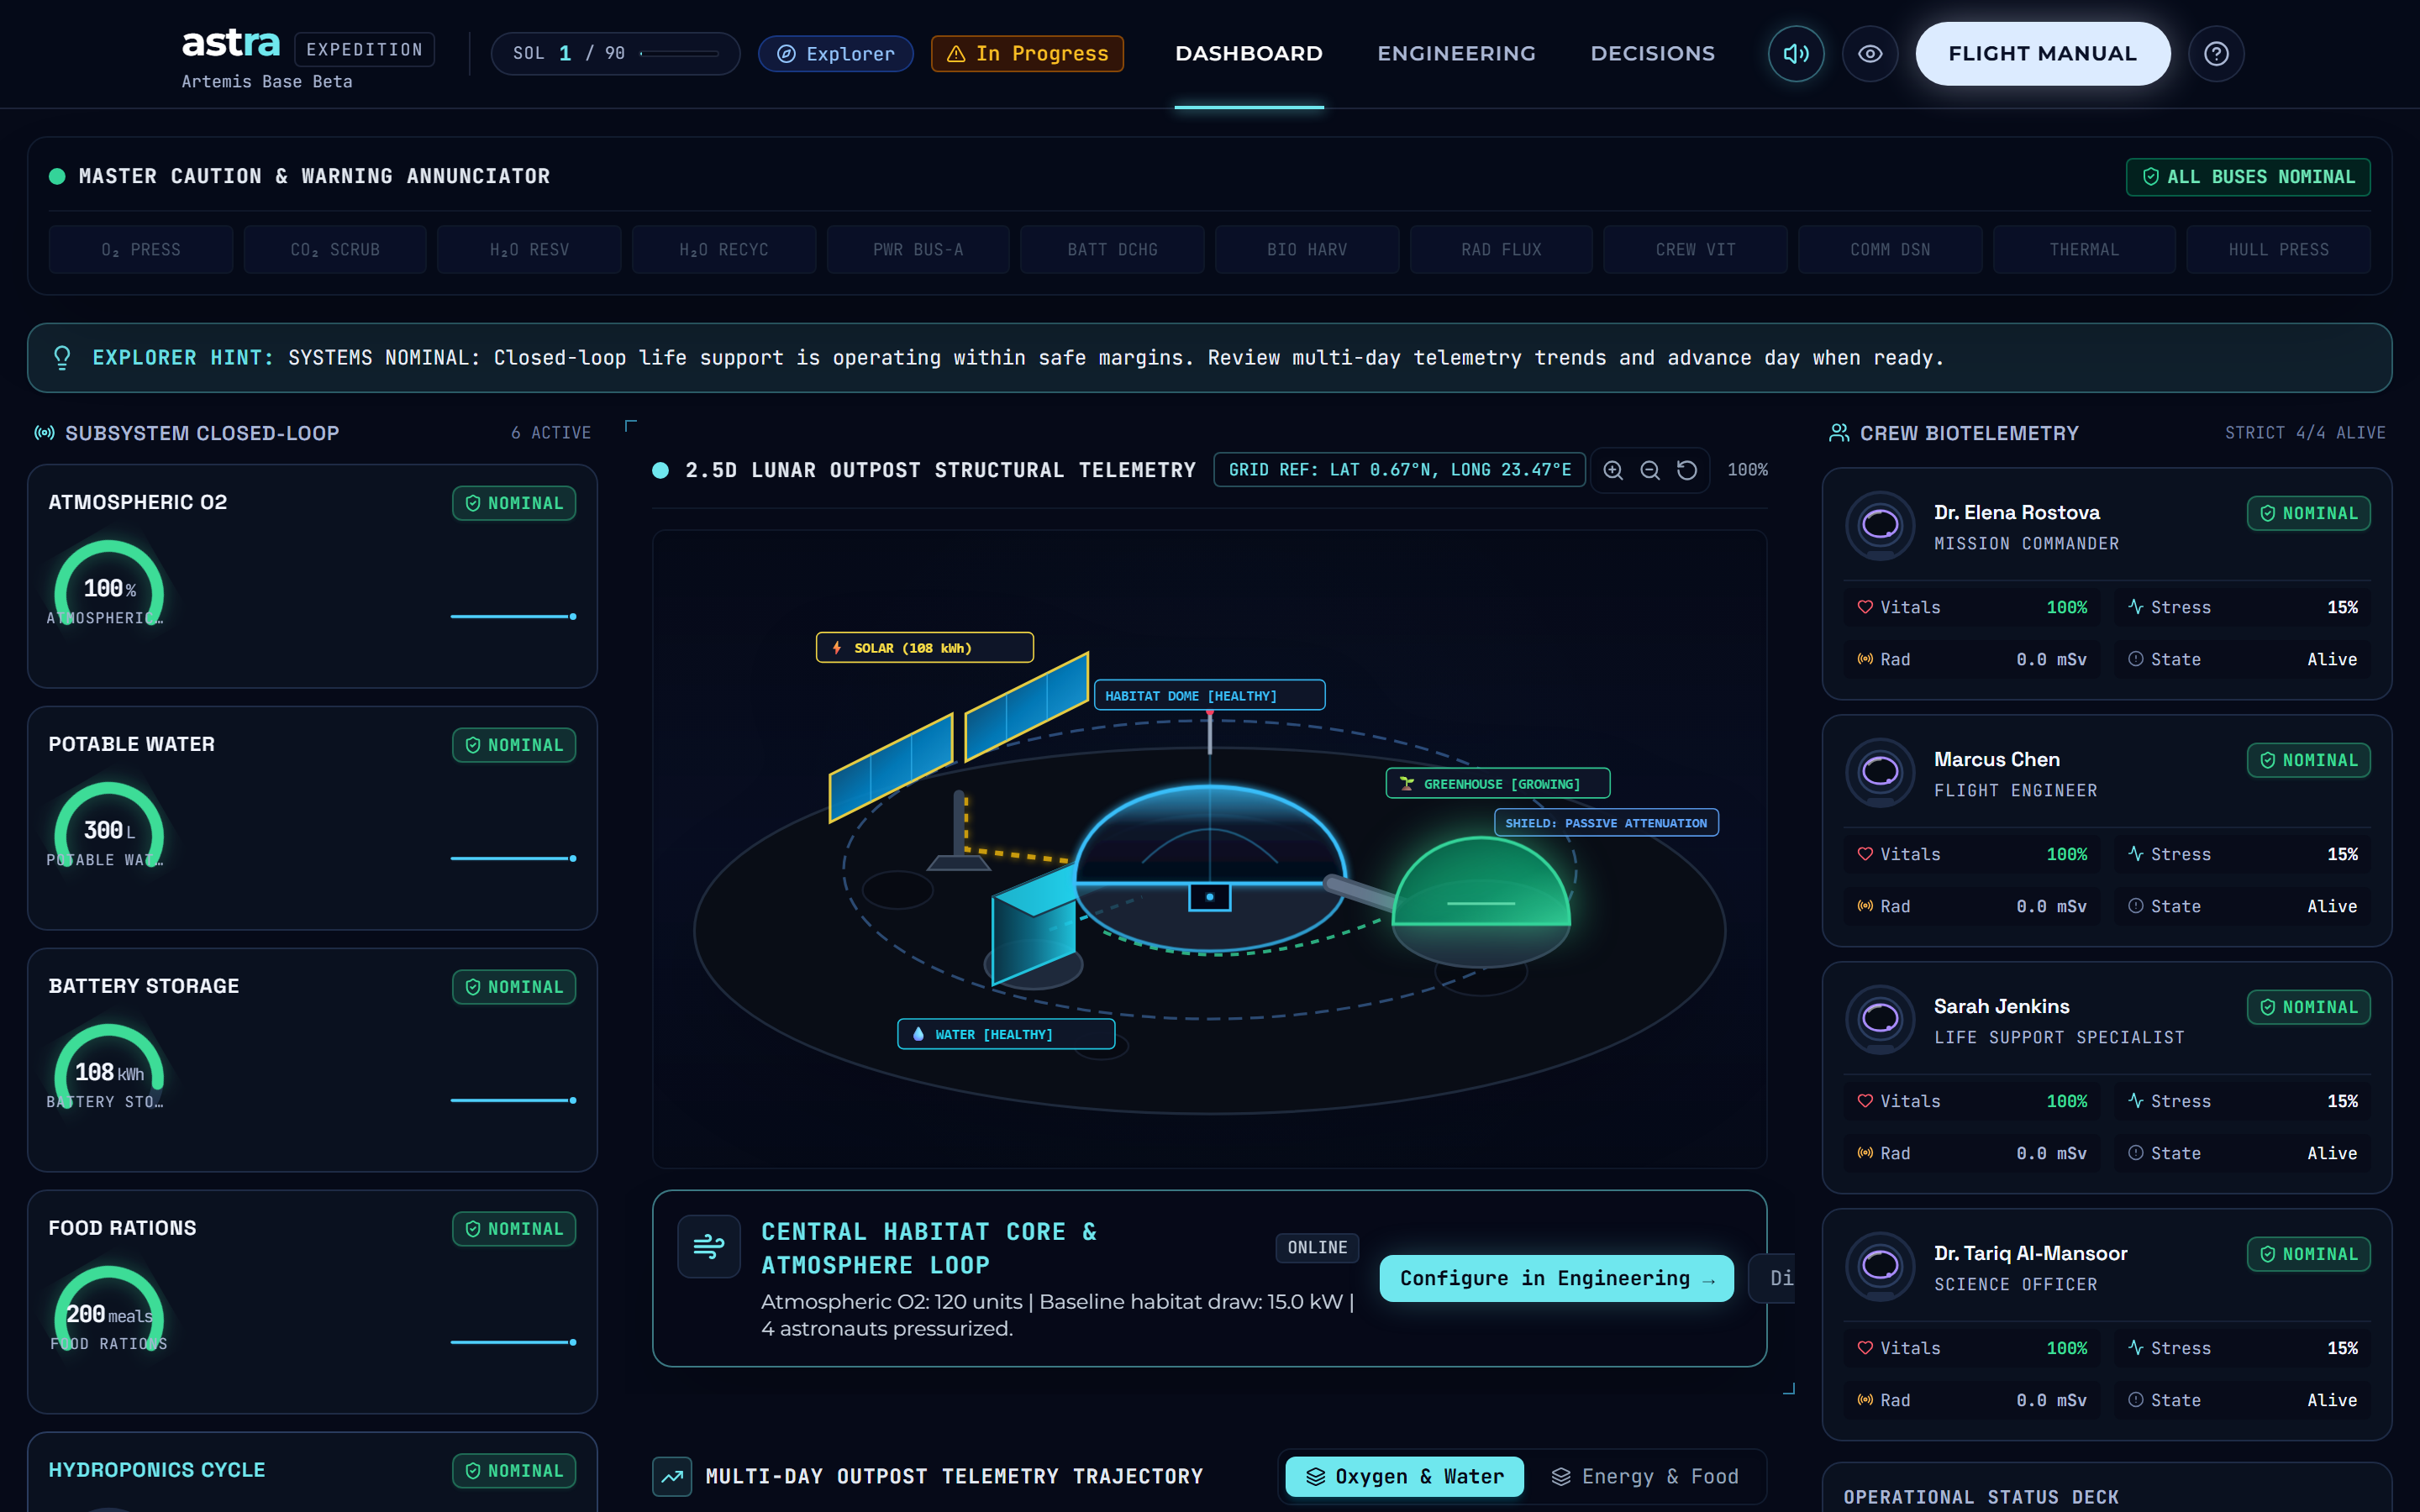 astra EXPEDITION
Artemis Base Beta
SOL 1 / 90
Explorer
In Progress
DASHBOARD
ENGINEERING
DECISIONS
FLIGHT MANUAL
MASTER CAUTION & WARNING ANNUNCIATOR
ALL BUSES NOMINAL
O₂ PRESS
CO₂ SCRUB
H₂O RESV
H₂O RECYC
PWR BUS-A
BATT DCHG
BIO HARV
RAD FLUX
CREW VIT
COMM DSN
THERMAL
HULL PRESS
EXPLORER HINT: SYSTEMS NOMINAL: Closed-loop life support is operating within safe margins. Review multi-day telemetry trends and advance day when ready.
SUBSYSTEM CLOSED-LOOP
6 ACTIVE
ATMOSPHERIC O2
NOMINAL
100%
ATMOSPHERIC…
POTABLE WATER
NOMINAL
300 L
POTABLE WAT…
BATTERY STORAGE
NOMINAL
108 kWh
BATTERY STO…
FOOD RATIONS
NOMINAL
200 meals
FOOD RATIONS
HYDROPONICS CYCLE
NOMINAL
2.5D LUNAR OUTPOST STRUCTURAL TELEMETRY
GRID REF: LAT 0.67°N, LONG 23.47°E
100%
SOLAR (108 kWh)
HABITAT DOME [HEALTHY]
GREENHOUSE [GROWING]
SHIELD: PASSIVE ATTENUATION
WATER [HEALTHY]
CENTRAL HABITAT CORE &
ATMOSPHERE LOOP
ONLINE
Atmospheric O2: 120 units | Baseline habitat draw: 15.0 kW |
4 astronauts pressurized.
Configure in Engineering →
Di
MULTI-DAY OUTPOST TELEMETRY TRAJECTORY
Oxygen & Water
Energy & Food
CREW BIOTELEMETRY
STRICT 4/4 ALIVE
Dr. Elena Rostova
MISSION COMMANDER
NOMINAL
Vitals 100%
Stress 15%
Rad 0.0 mSv
State Alive
Marcus Chen
FLIGHT ENGINEER
NOMINAL
Vitals 100%
Stress 15%
Rad 0.0 mSv
State Alive
Sarah Jenkins
LIFE SUPPORT SPECIALIST
NOMINAL
Vitals 100%
Stress 15%
Rad 0.0 mSv
State Alive
Dr. Tariq Al-Mansoor
SCIENCE OFFICER
NOMINAL
Vitals 100%
Stress 15%
Rad 0.0 mSv
State Alive
OPERATIONAL STATUS DECK